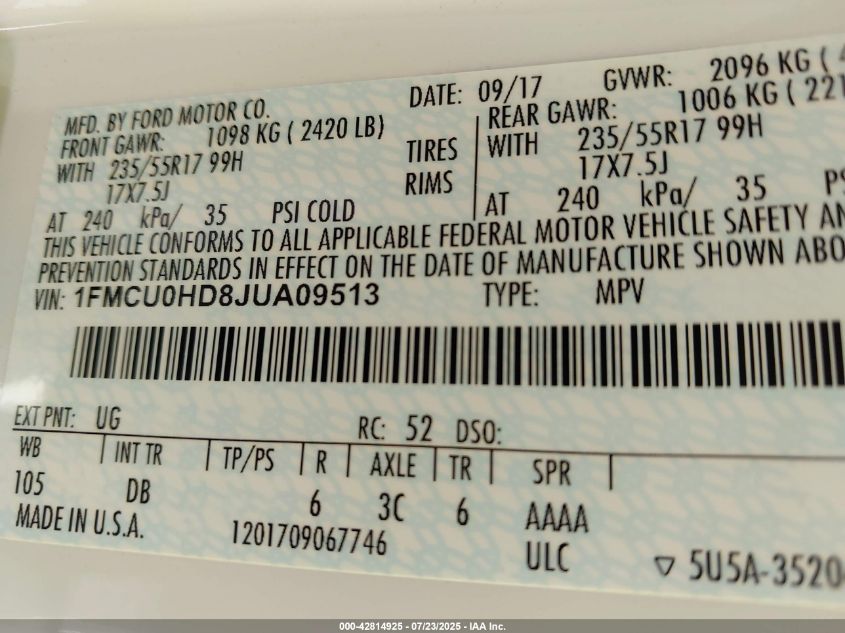 MFD. BY FORD MOTOR CO.
DATE: 09/17 GVWR: 2096 KG (
FRONT GAWR: 1098 KG ( 2420 LB)
REAR GAWR: 1006 KG ( 221
WITH 235/55R17 99H TIRES WITH 235/55R17 99H
17X7.5J RIMS 17X7.5J
AT 240 kPa/ 35 PSI COLD AT 240 kPa/ 35 PS
THIS VEHICLE CONFORMS TO ALL APPLICABLE FEDERAL MOTOR VEHICLE SAFETY AN
PREVENTION STANDARDS IN EFFECT ON THE DATE OF MANUFACTURE SHOWN ABO
VIN: 1FMCU0HD8JUA09513 TYPE: MPV
EXT PNT: UG RC: 52 DSO:
WB INT TR TP/PS R AXLE TR SPR
105 DB 6 3C 6 AAAA
MADE IN U.S.A. 1201709067746 ULC ▽ 5U5A-3520
000-42814925 - 07/23/2025 - IAA Inc.